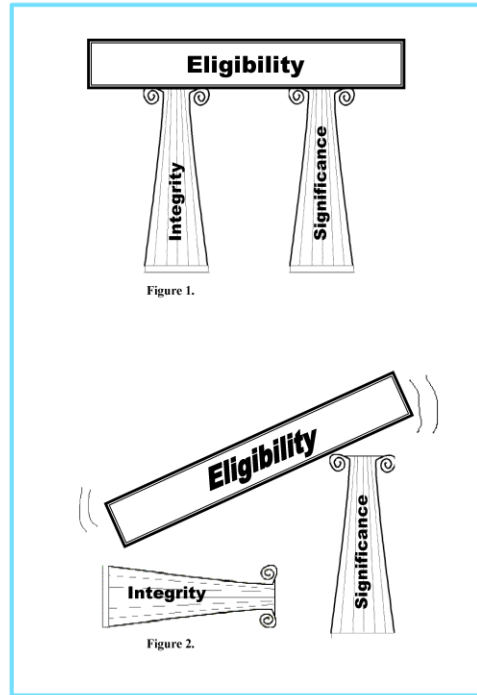 Eligibility
Integrity
Significance
Figure 1.
Eligibility
Significance
Integrity
Figure 2.